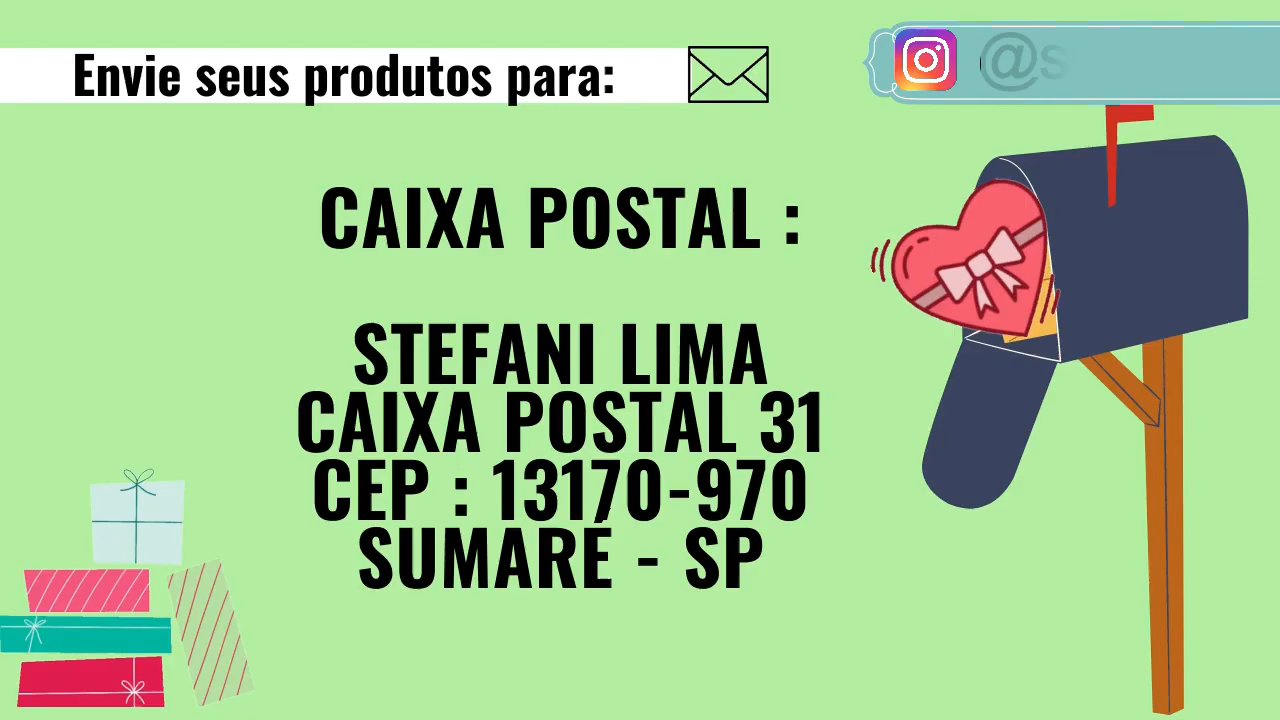 Envie seus produtos para:
CAIXA POSTAL :
STEFANI LIMA
CAIXA POSTAL 31
CEP : 13170-970
SUMARÉ - SP